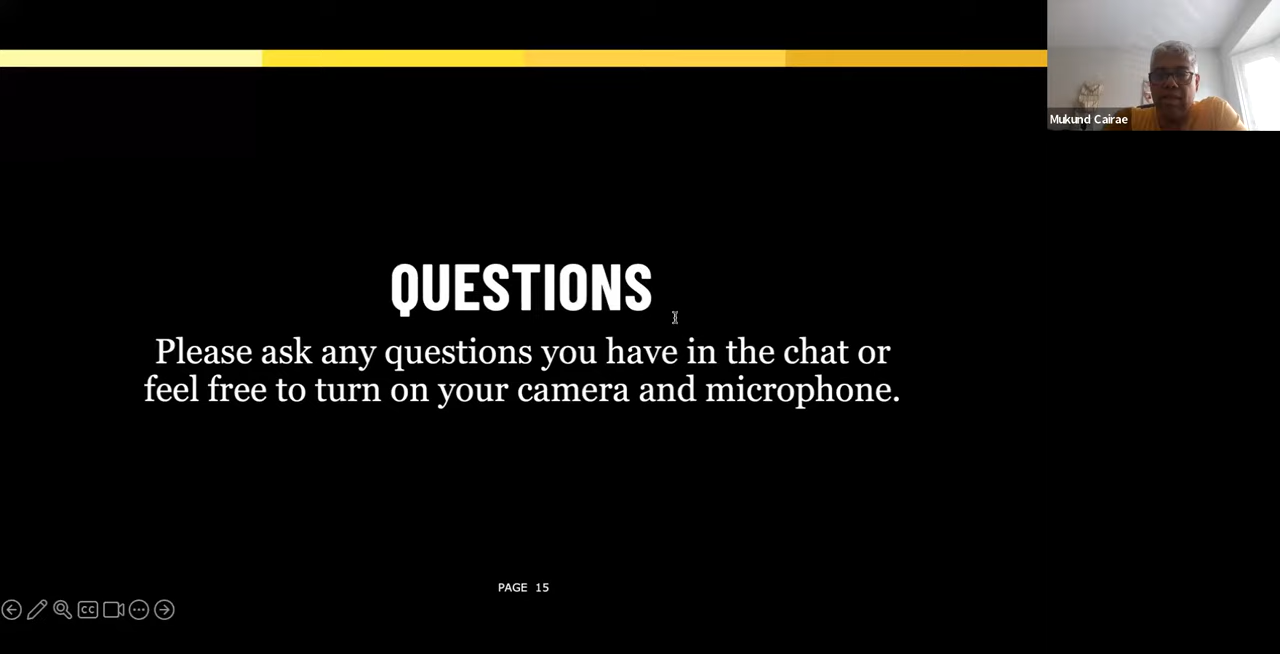 Mukund Cairae
QUESTIONS
Please ask any questions you have in the chat or
feel free to turn on your camera and microphone.
PAGE 15
CC